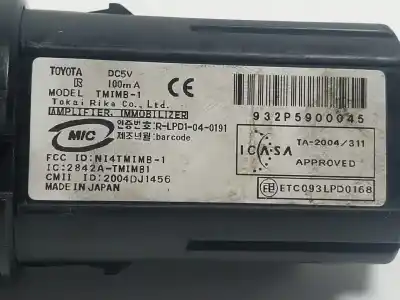 TOYOTA DC5V
R 100mA
MODEL TMIMB-1
Tokai Rika Co., Ltd.
AMPLIFIER, IMMOBILIZER
CE
932P5900045
MIC
인증번호:R-LPD1-04-0191
제조년월:barcode
FCC ID:NI4TMIMB-1
IC:2842A-TMIMB1
CMII ID:2004DJ1456
MADE IN JAPAN
ICASA
TA-2004/311
APPROVED
ETC093LPD0168